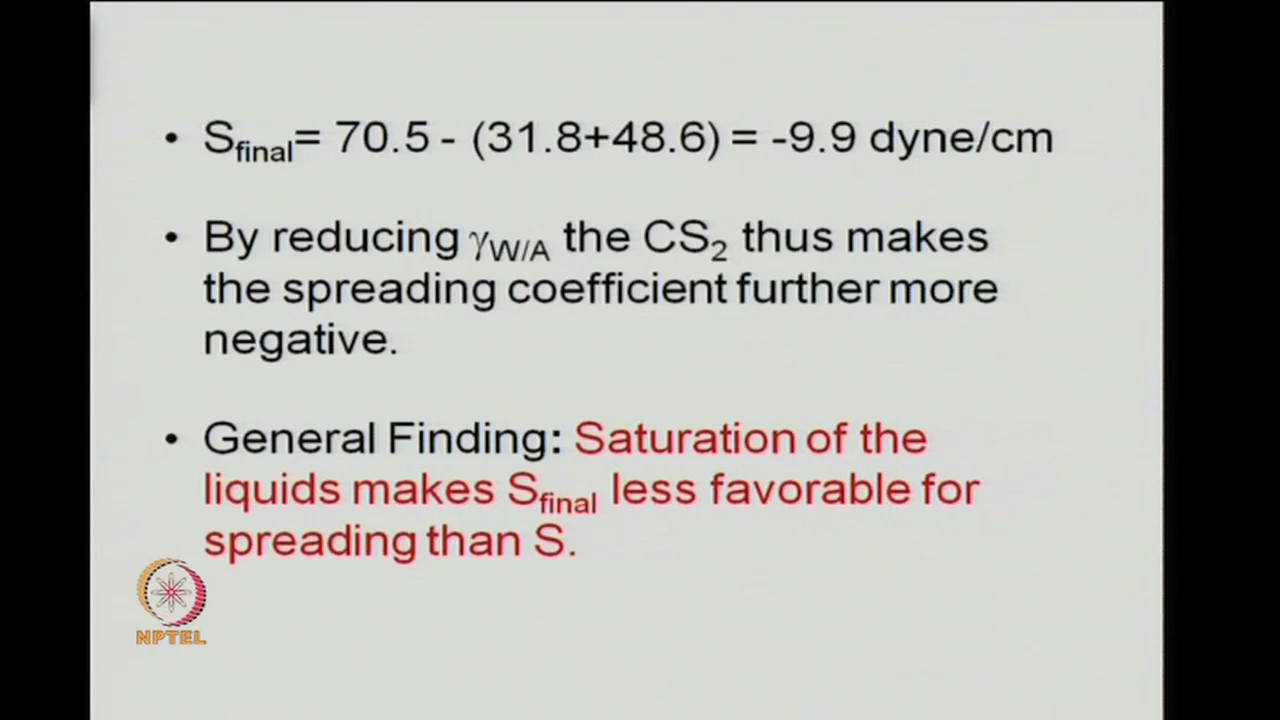 • S_final = 70.5 - (31.8+48.6) = -9.9 dyne/cm
• By reducing γ_W/A the CS₂ thus makes
the spreading coefficient further more
negative.
• General Finding: Saturation of the
liquids makes S_final less favorable for
spreading than S.
NPTEL